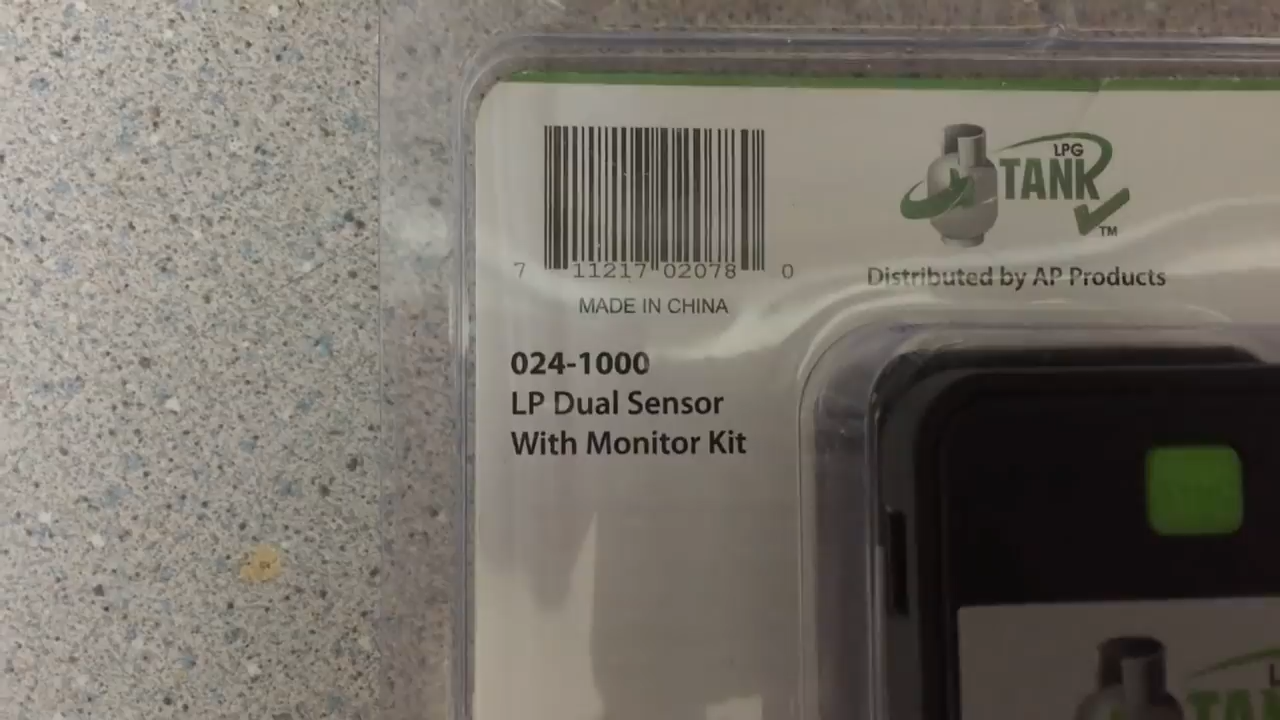 7 11217 02078 0
MADE IN CHINA
024-1000
LP Dual Sensor
With Monitor Kit
LPG
TANK
TM
Distributed by AP Products